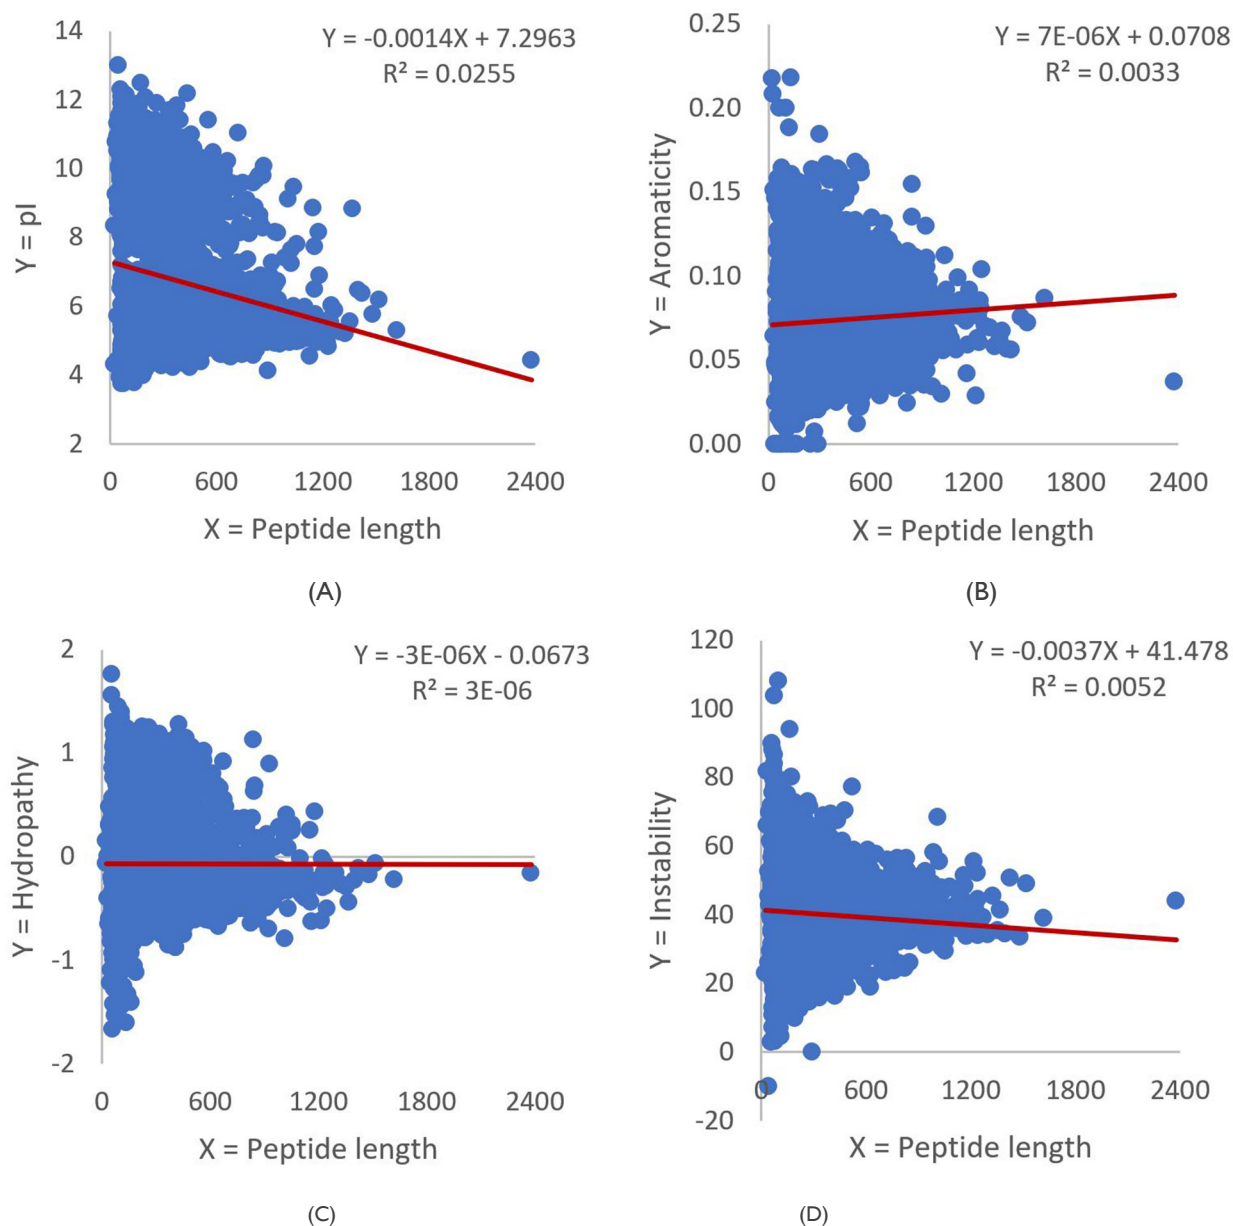 Y = -0.0014X + 7.2963
R² = 0.0255
14
12
10
8
6
4
2
Y = pI
0 600 1200 1800 2400
X = Peptide length
(A)
Y = 7E-06X + 0.0708
R² = 0.0033
0.25
0.20
0.15
0.10
0.05
0.00
Y = Aromaticity
0 600 1200 1800 2400
X = Peptide length
(B)
Y = -3E-06X - 0.0673
R² = 3E-06
2
1
0
-1
-2
Y = Hydropathy
0 600 1200 1800 2400
X = Peptide length
(C)
Y = -0.0037X + 41.478
R² = 0.0052
120
100
80
60
40
20
0
-20
Y = Instability
0 600 1200 1800 2400
X = Peptide length
(D)